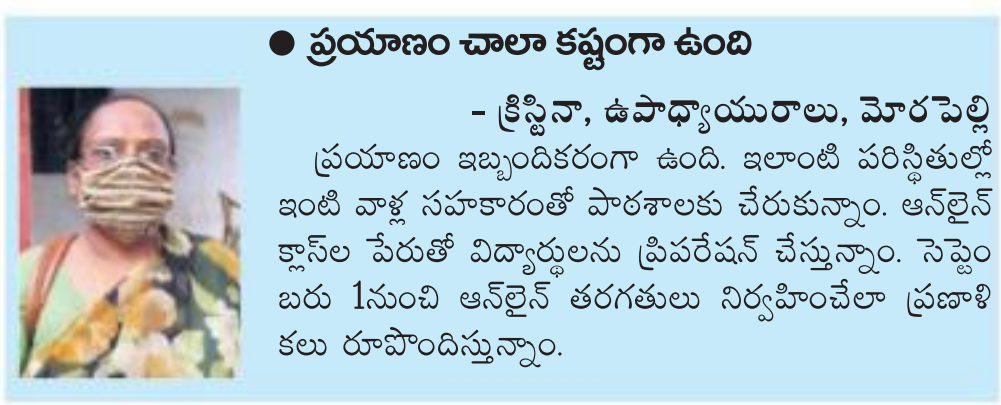 ● ప్రయాణం చాలా కష్టంగా ఉంది
- క్రిస్టినా, ఉపాధ్యాయురాలు, మోరపెల్లి
ప్రయాణం ఇబ్బందికరంగా ఉంది. ఇలాంటి పరిస్థితుల్లో
ఇంటి వాళ్ల సహకారంతో పాఠశాలకు చేరుకున్నాం. ఆన్‌లైన్
క్లాస్‌ల పేరుతో విద్యార్థులను ప్రిపరేషన్ చేస్తున్నాం. సెప్టెం
బరు 1నుంచి ఆన్‌లైన్ తరగతులు నిర్వహించేలా ప్రణాళి
కలు రూపొందిస్తున్నాం.